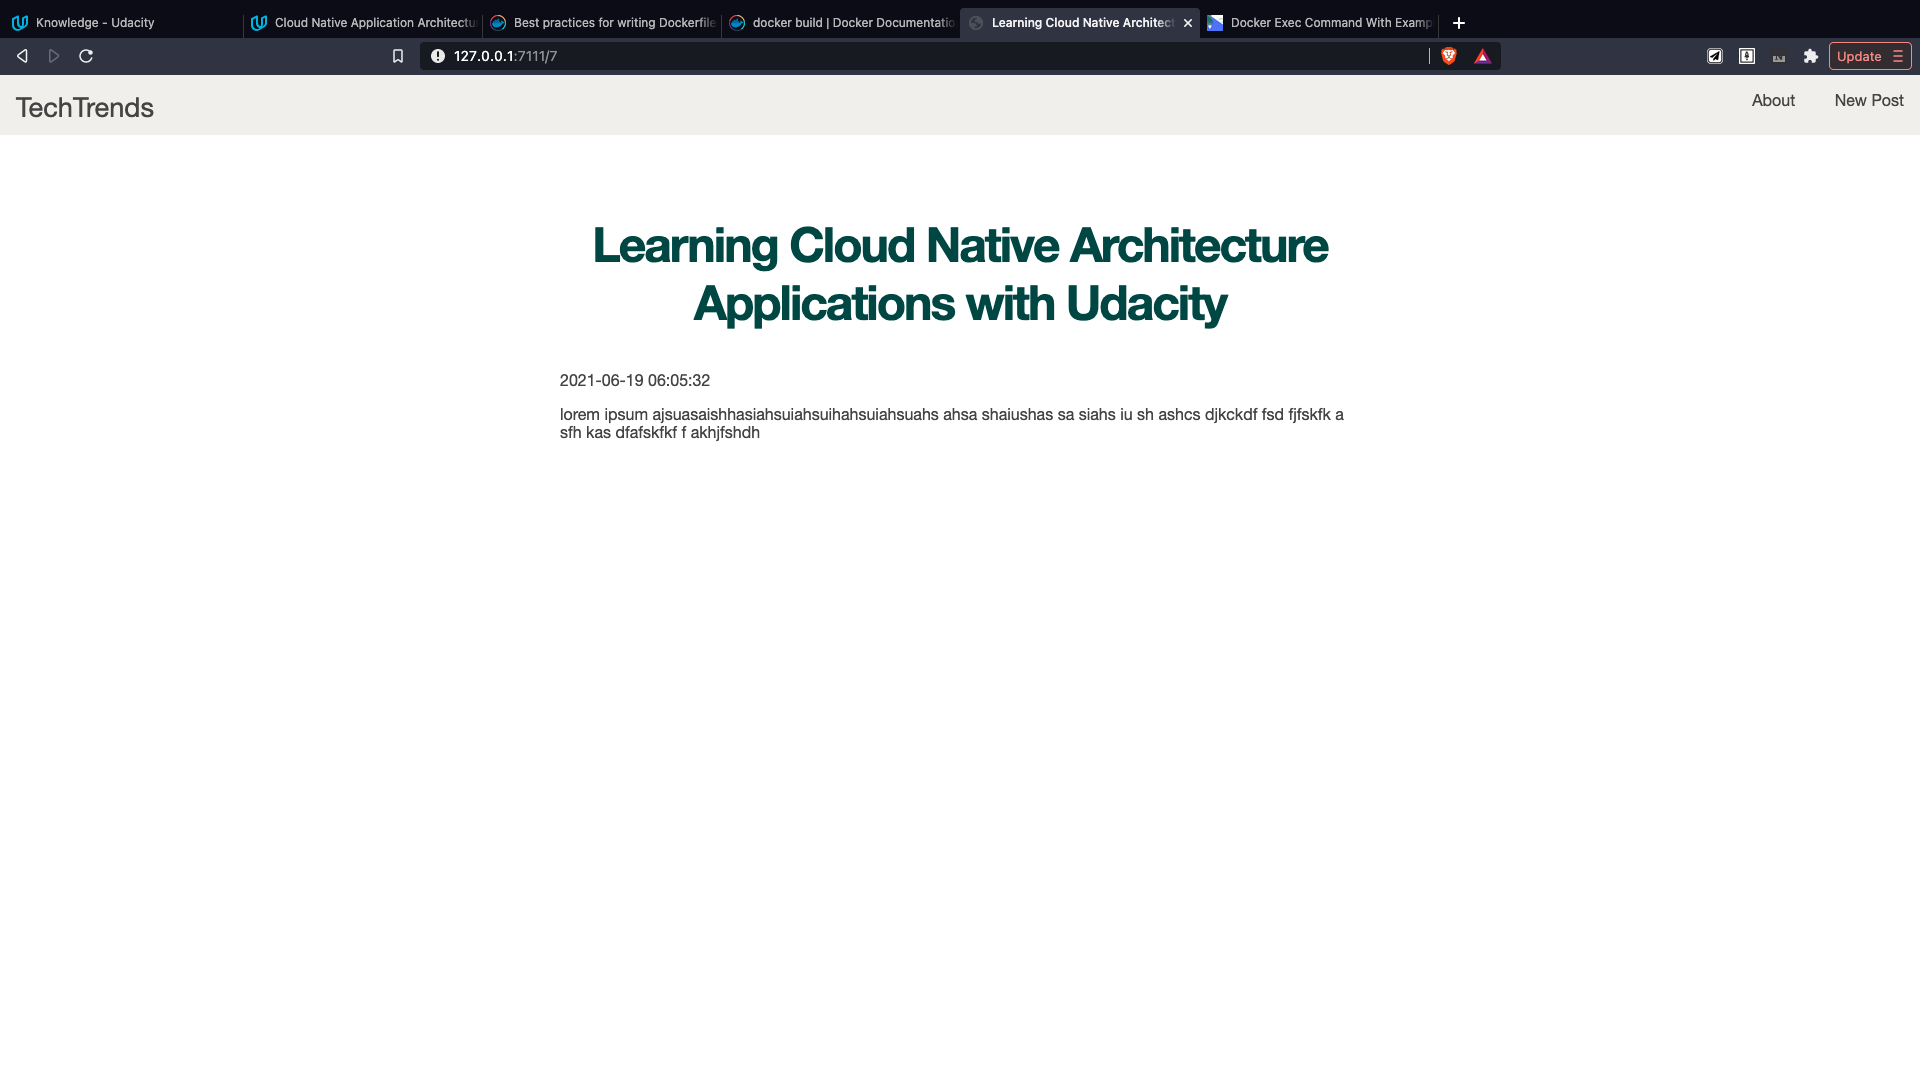 Knowledge - Udacity
Cloud Native Application Architectu
Best practices for writing Dockerfile
docker build | Docker Documentatio
Learning Cloud Native Architect
Docker Exec Command With Examp
127.0.0.1:7111/7
Update
TechTrends
About
New Post
Learning Cloud Native Architecture
Applications with Udacity
2021-06-19 06:05:32
lorem ipsum ajsuasaishhasiahsuiahsuihahsuiahsuahs ahsa shaiushas sa siahs iu sh ashcs djkckdf fsd fjfskfk a
sfh kas dfafskfkf f akhjfshdh